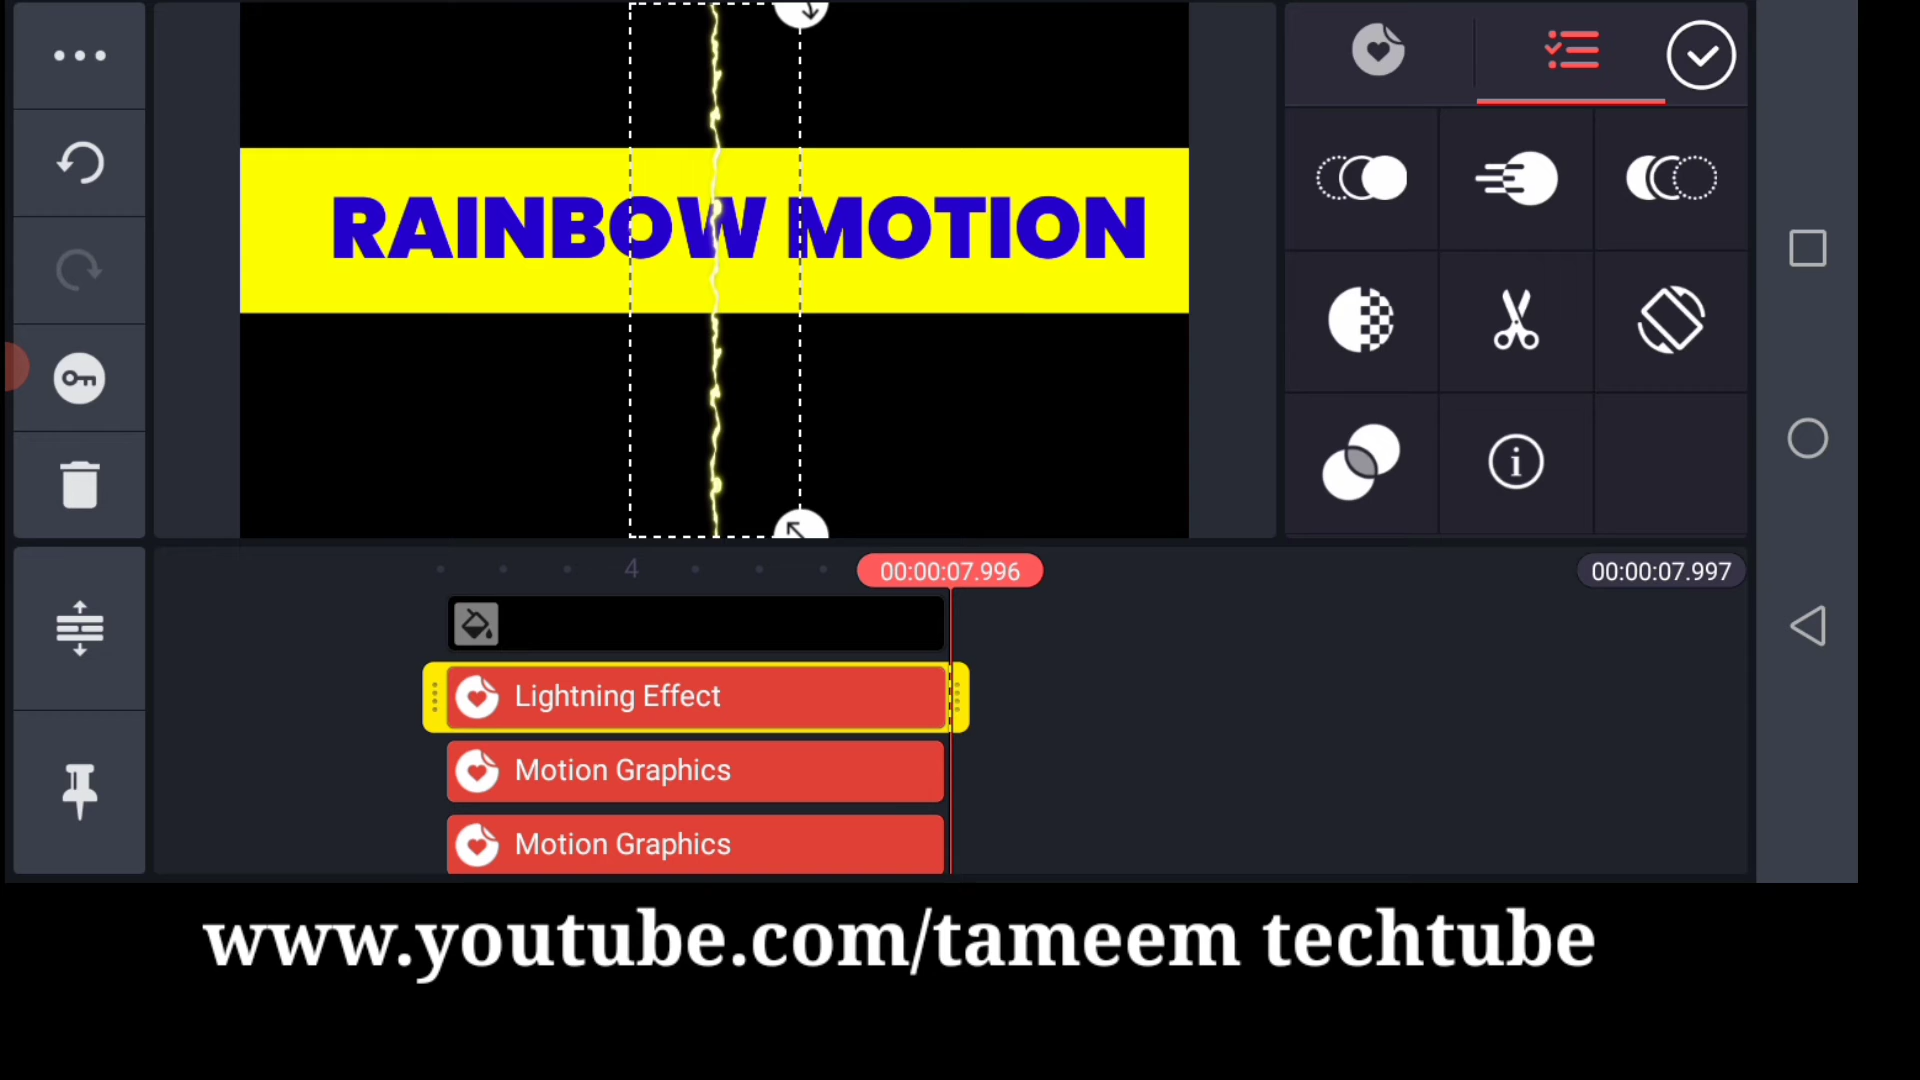 RAINBOW MOTION
4
00:00:07.996
00:00:07.997
Lightning Effect
Motion Graphics
Motion Graphics
www.youtube.com/tameem techtube